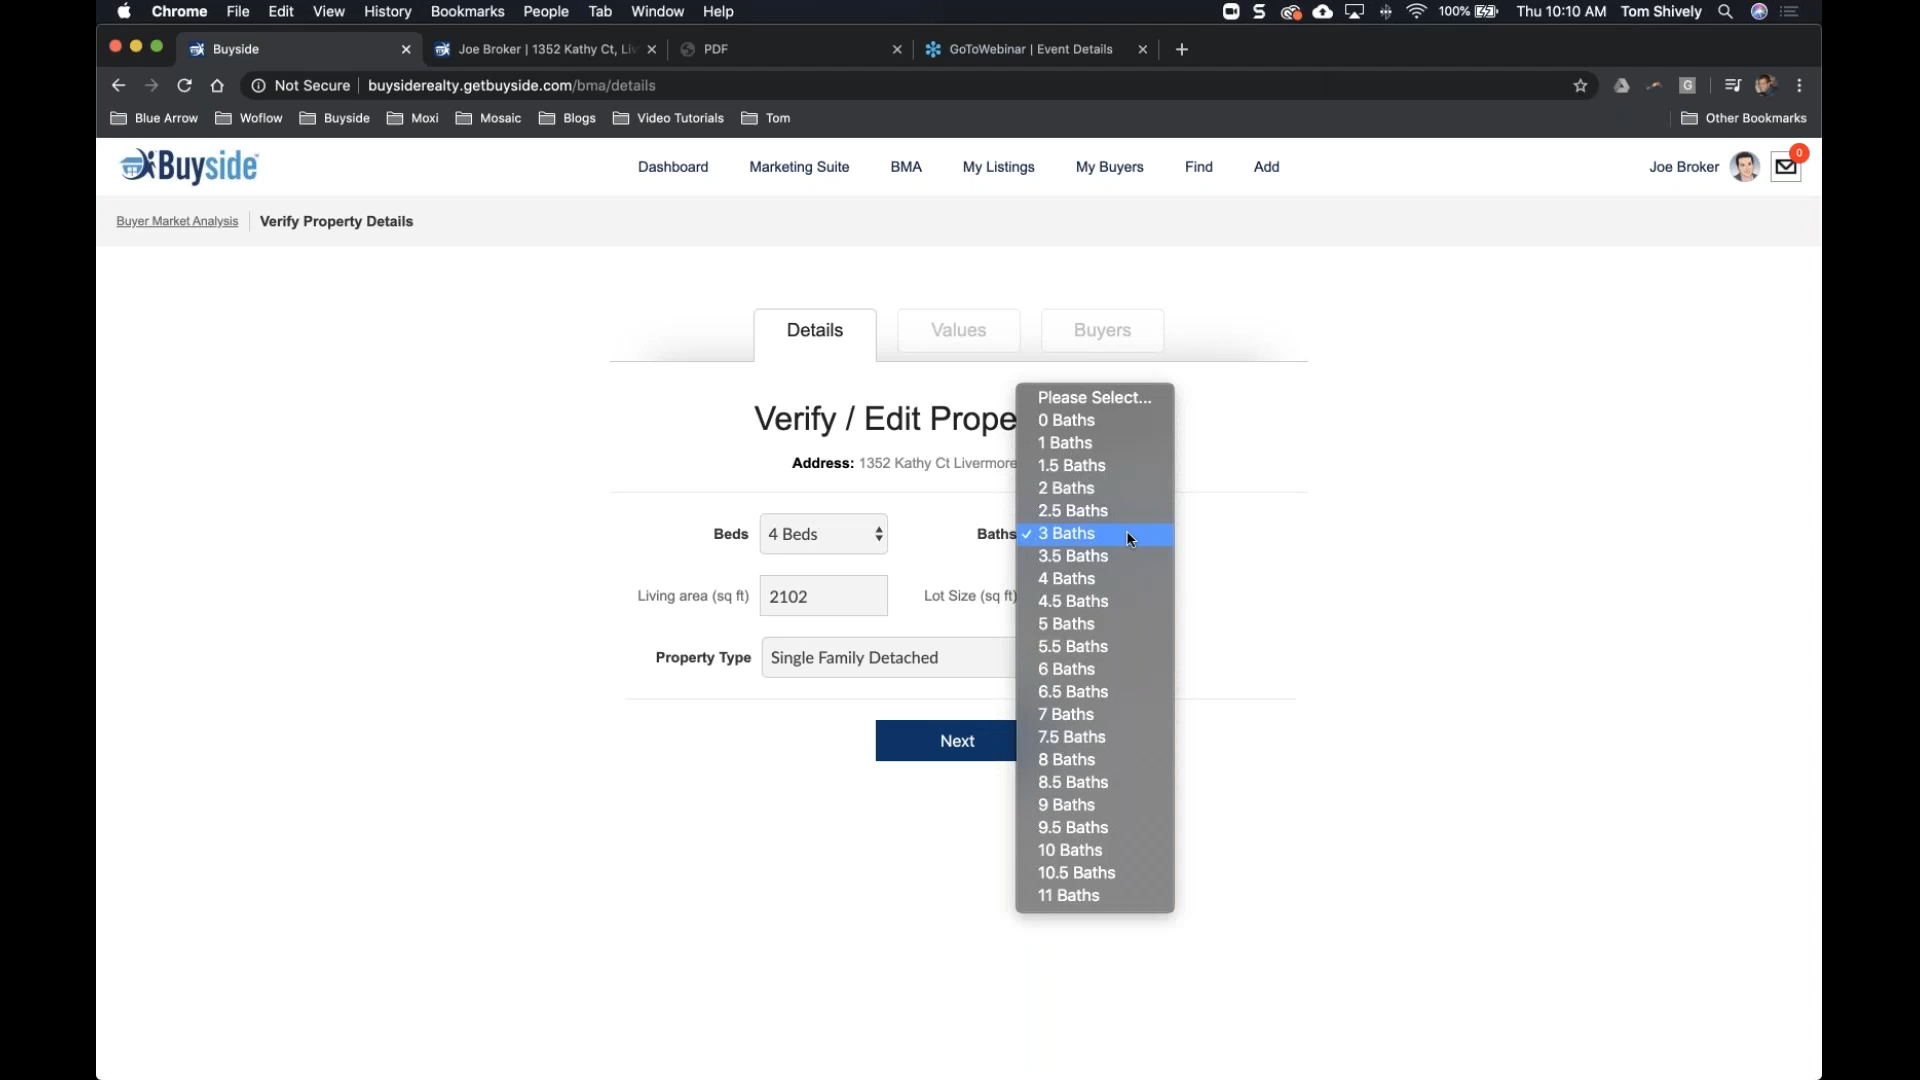 Chrome File Edit View History Bookmarks People Tab Window Help 100% Thu 10:10 AM Tom Shively
Buyside Joe Broker | 1352 Kathy Ct, Liv PDF GoToWebinar | Event Details
Not Secure buysiderealty.getbuyside.com/bma/details
Blue Arrow Woflow Buyside Moxi Mosaic Blogs Video Tutorials Tom Other Bookmarks
Buyside Dashboard Marketing Suite BMA My Listings My Buyers Find Add Joe Broker 0
Buyer Market Analysis Verify Property Details
Details Values Buyers
Verify / Edit Prope
Address: 1352 Kathy Ct Livermore
Beds 4 Beds Baths
Living area (sq ft) 2102 Lot Size (sq ft)
Property Type Single Family Detached
Next
Please Select...
0 Baths
1 Baths
1.5 Baths
2 Baths
2.5 Baths
✓ 3 Baths
3.5 Baths
4 Baths
4.5 Baths
5 Baths
5.5 Baths
6 Baths
6.5 Baths
7 Baths
7.5 Baths
8 Baths
8.5 Baths
9 Baths
9.5 Baths
10 Baths
10.5 Baths
11 Baths